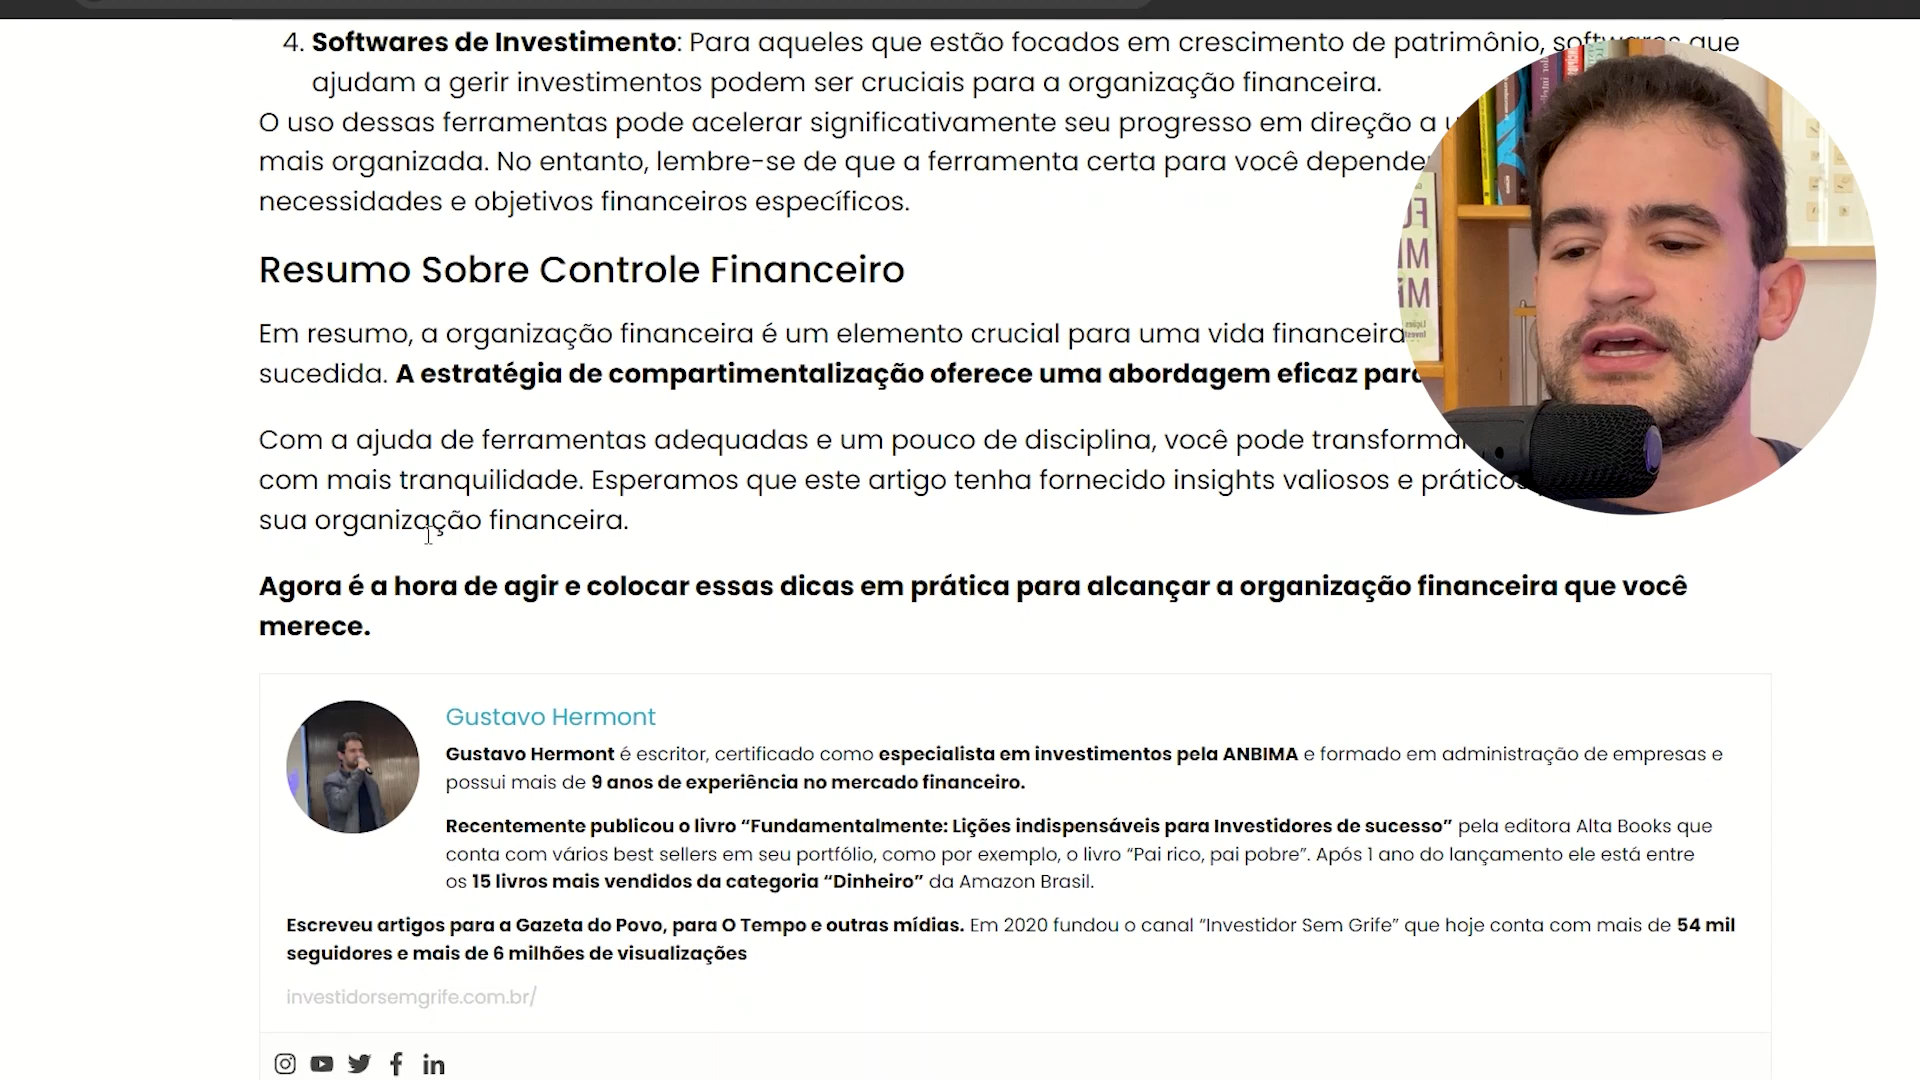 4. Softwares de Investimento: Para aqueles que estão focados em crescimento de patrimônio, softwares que
ajudam a gerir investimentos podem ser cruciais para a organização financeira.
O uso dessas ferramentas pode acelerar significativamente seu progresso em direção a
mais organizada. No entanto, lembre-se de que a ferramenta certa para você depende
necessidades e objetivos financeiros específicos.
Resumo Sobre Controle Financeiro
Em resumo, a organização financeira é um elemento crucial para uma vida financeira
sucedida. A estratégia de compartimentalização oferece uma abordagem eficaz para
Com a ajuda de ferramentas adequadas e um pouco de disciplina, você pode transformar
com mais tranquilidade. Esperamos que este artigo tenha fornecido insights valiosos e práticos
sua organização financeira.
Agora é a hora de agir e colocar essas dicas em prática para alcançar a organização financeira que você
merece.
Gustavo Hermont
Gustavo Hermont é escritor, certificado como especialista em investimentos pela ANBIMA e formado em administração de empresas e
possui mais de 9 anos de experiência no mercado financeiro.
Recentemente publicou o livro “Fundamentalmente: Lições indispensáveis para Investidores de sucesso” pela editora Alta Books que
conta com vários best sellers em seu portfólio, como por exemplo, o livro “Pai rico, pai pobre”. Após 1 ano do lançamento ele está entre
os 15 livros mais vendidos da categoria “Dinheiro” da Amazon Brasil.
Escreveu artigos para a Gazeta do Povo, para O Tempo e outras mídias. Em 2020 fundou o canal “Investidor Sem Grife” que hoje conta com mais de 54 mil
seguidores e mais de 6 milhões de visualizações
investidorsemgrife.com.br/